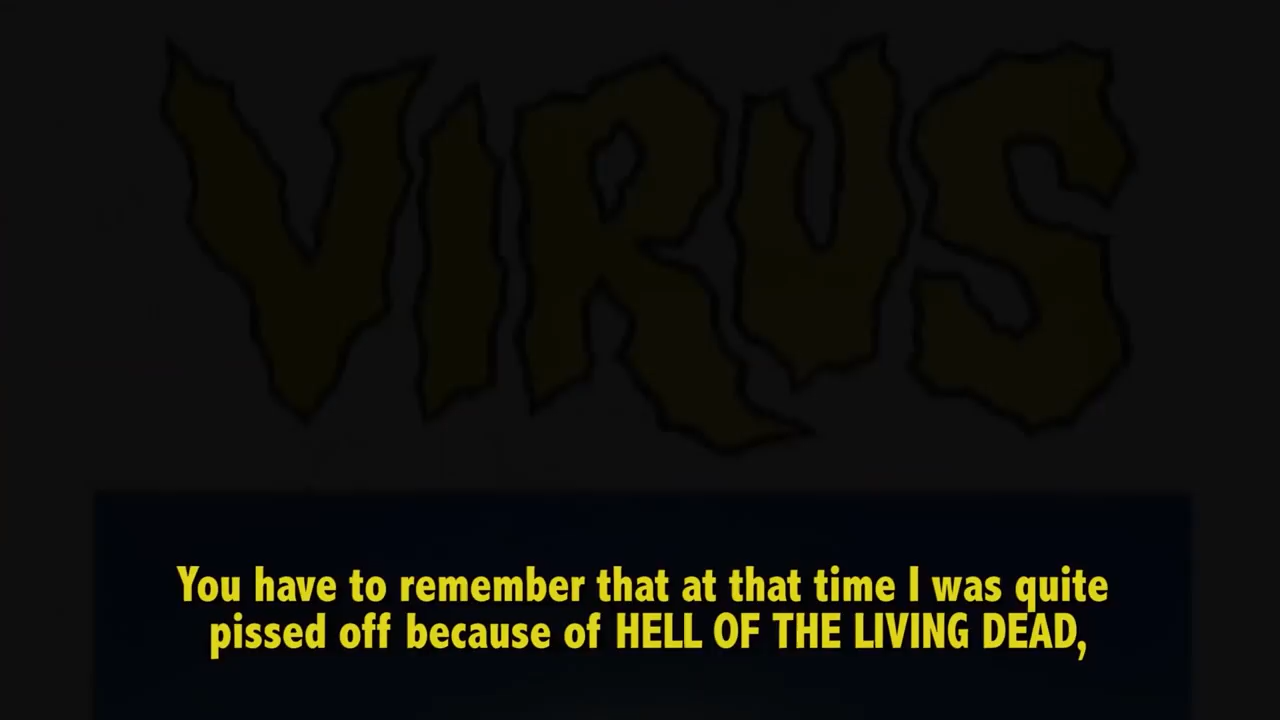 VIRUS
You have to remember that at that time I was quite
pissed off because of HELL OF THE LIVING DEAD,